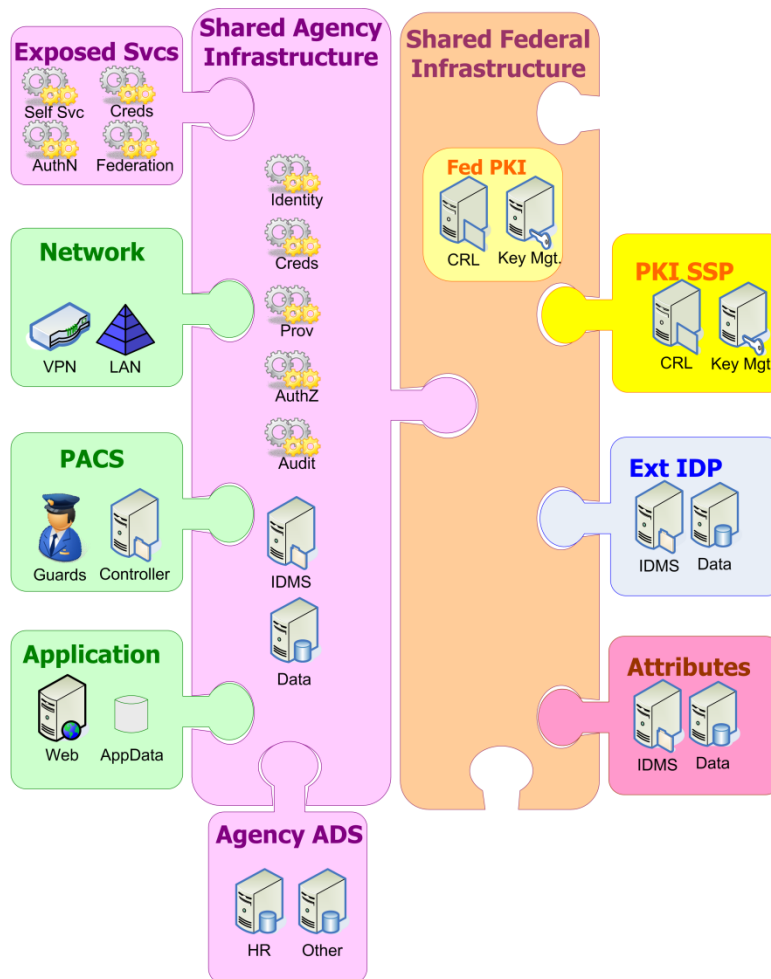 Shared Agency
Infrastructure
Shared Federal
Infrastructure
Exposed Svcs
Self Svc
Creds
AuthN
Federation
Network
VPN
LAN
PACS
Guards
Controller
Application
Web
AppData
Identity
Creds
Prov
AuthZ
Audit
IDMS
Data
Agency ADS
HR
Other
Fed PKI
CRL
Key Mgt.
PKI SSP
CRL
Key Mgt.
Ext IDP
IDMS
Data
Attributes
IDMS
Data